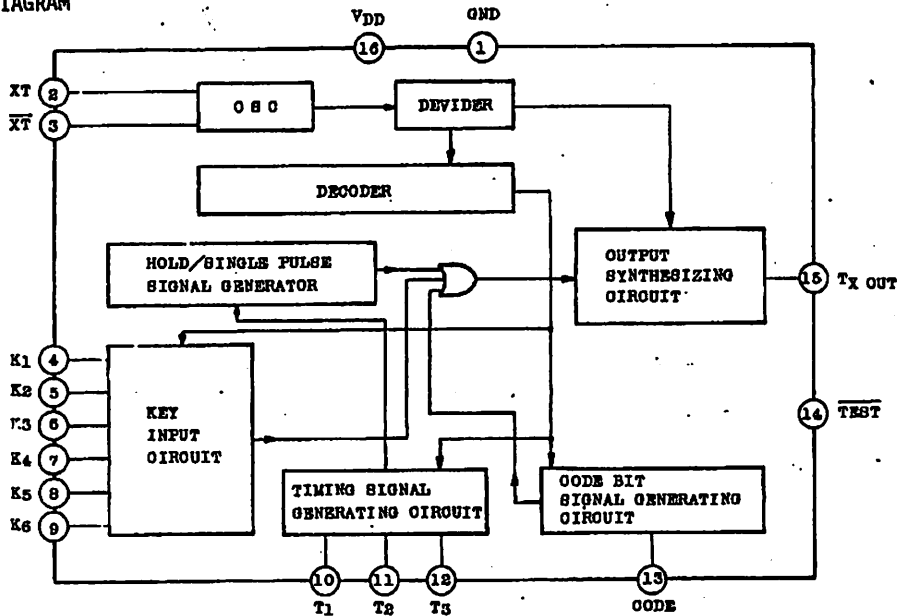 IAGRAM
VDD GND
16 1
XT 2
X̅T̅ 3
OSC
DEVIDER
DECODER
HOLD/SINGLE PULSE
SIGNAL GENERATOR
OUTPUT
SYNTHESIZING
CIRCUIT
15 TX OUT
K1 4
K2 5
K3 6
K4 7
K5 8
K6 9
KEY
INPUT
CIRCUIT
14 T̅E̅S̅T̅
TIMING SIGNAL
GENERATING CIRCUIT
CODE BIT
SIGNAL GENERATING
CIRCUIT
10 11 12 13
T1 T2 T3 CODE